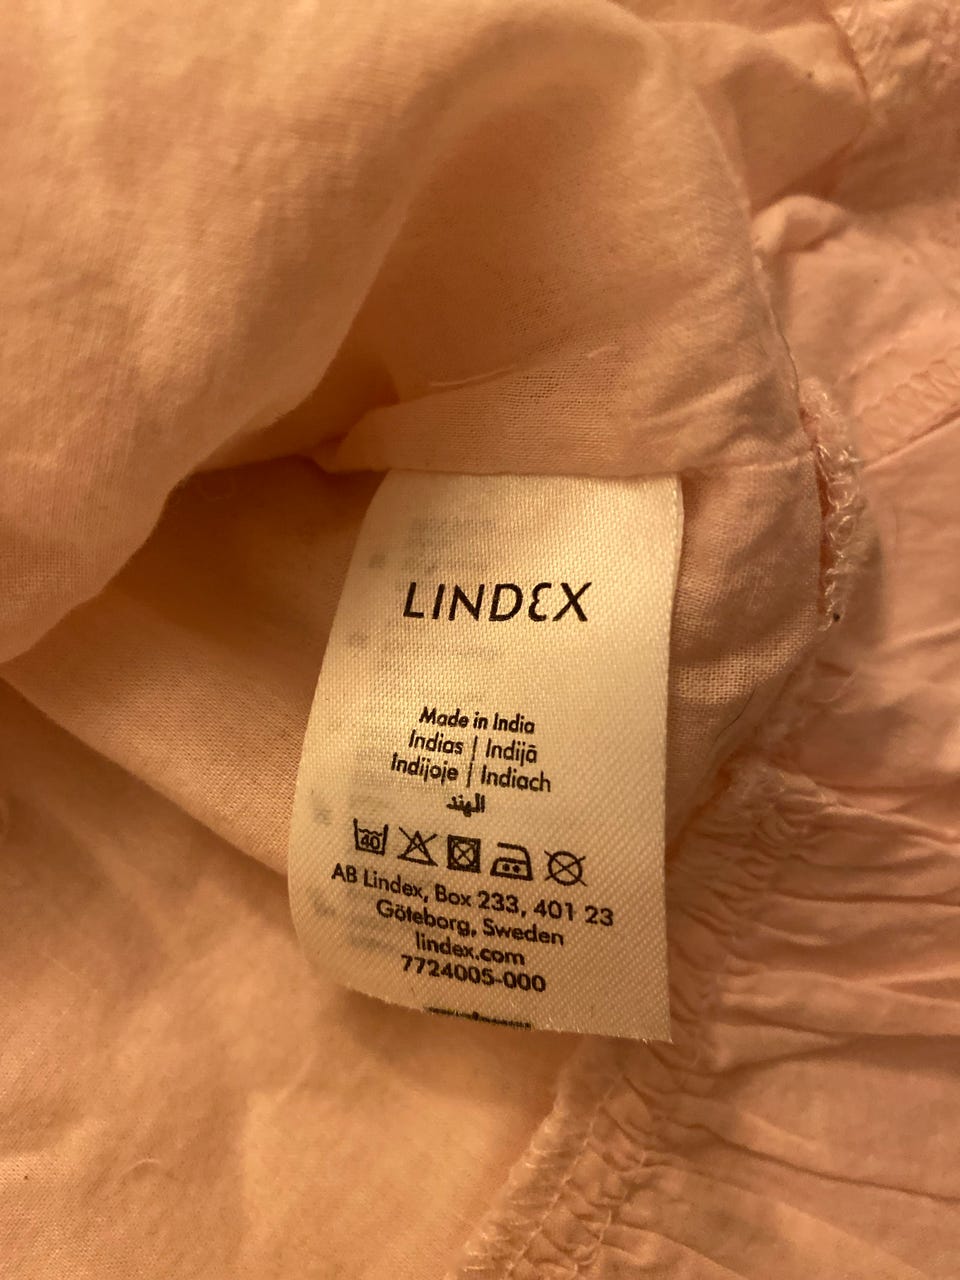 LINDEX
Made in India
Indias | Indijā
Indijoje | Indiach
الهند
40
AB Lindex, Box 233, 401 23
Göteborg, Sweden
lindex.com
7724005-000